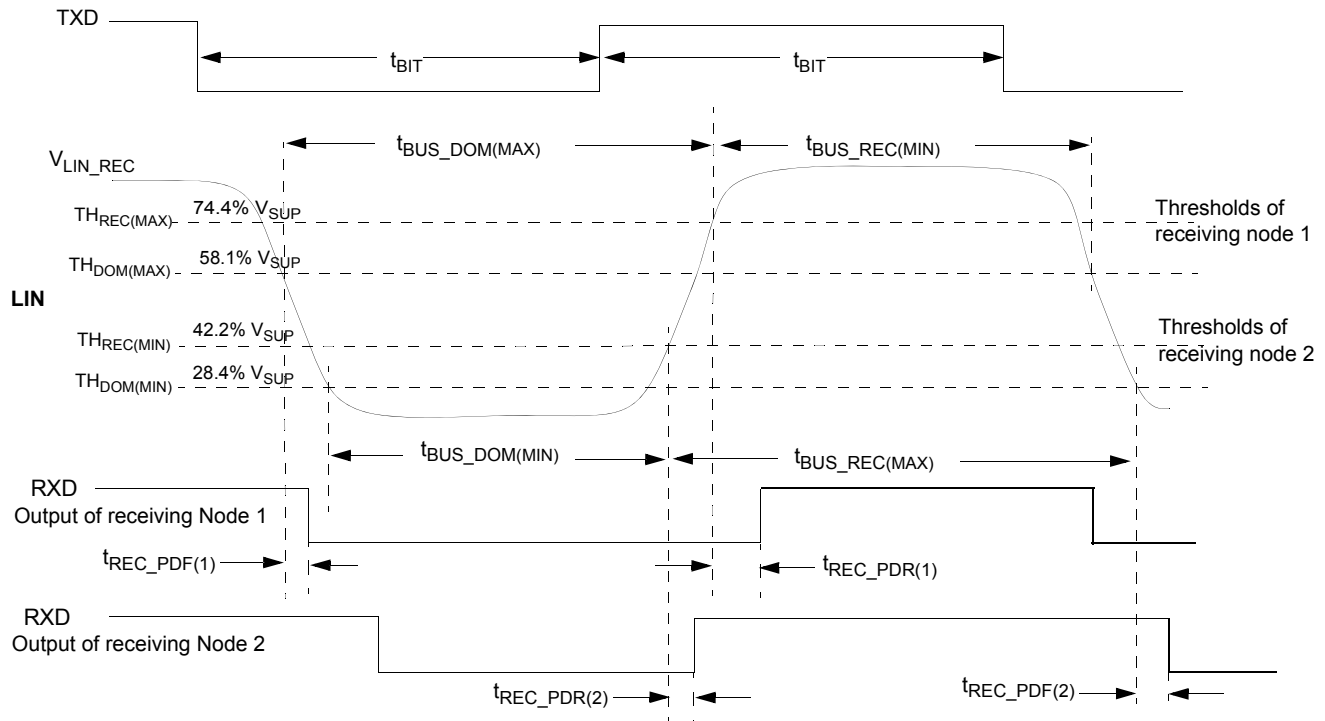 TXD
tBIT
tBIT
tBUS_DOM(MAX)
tBUS_REC(MIN)
VLIN_REC
THREC(MAX) 74.4% VSUP
Thresholds of
receiving node 1
THDOM(MAX) 58.1% VSUP
LIN
THREC(MIN) 42.2% VSUP
Thresholds of
receiving node 2
THDOM(MIN) 28.4% VSUP
tBUS_DOM(MIN)
tBUS_REC(MAX)
RXD
Output of receiving Node 1
tREC_PDF(1)
tREC_PDR(1)
RXD
Output of receiving Node 2
tREC_PDR(2)
tREC_PDF(2)